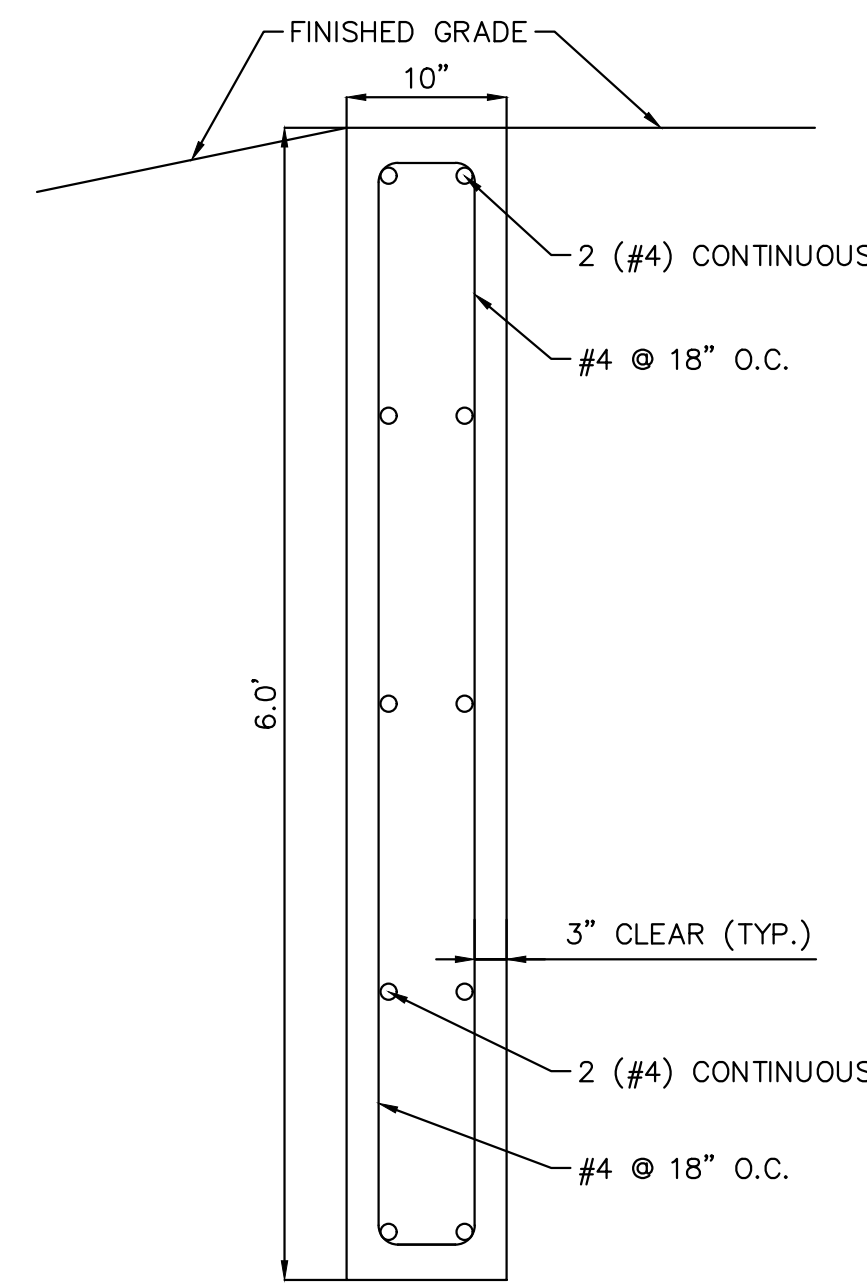 FINISHED GRADE
10"
2 (#4) CONTINUOUS
#4 @ 18" O.C.
6.0'
3" CLEAR (TYP.)
2 (#4) CONTINUOUS
#4 @ 18" O.C.